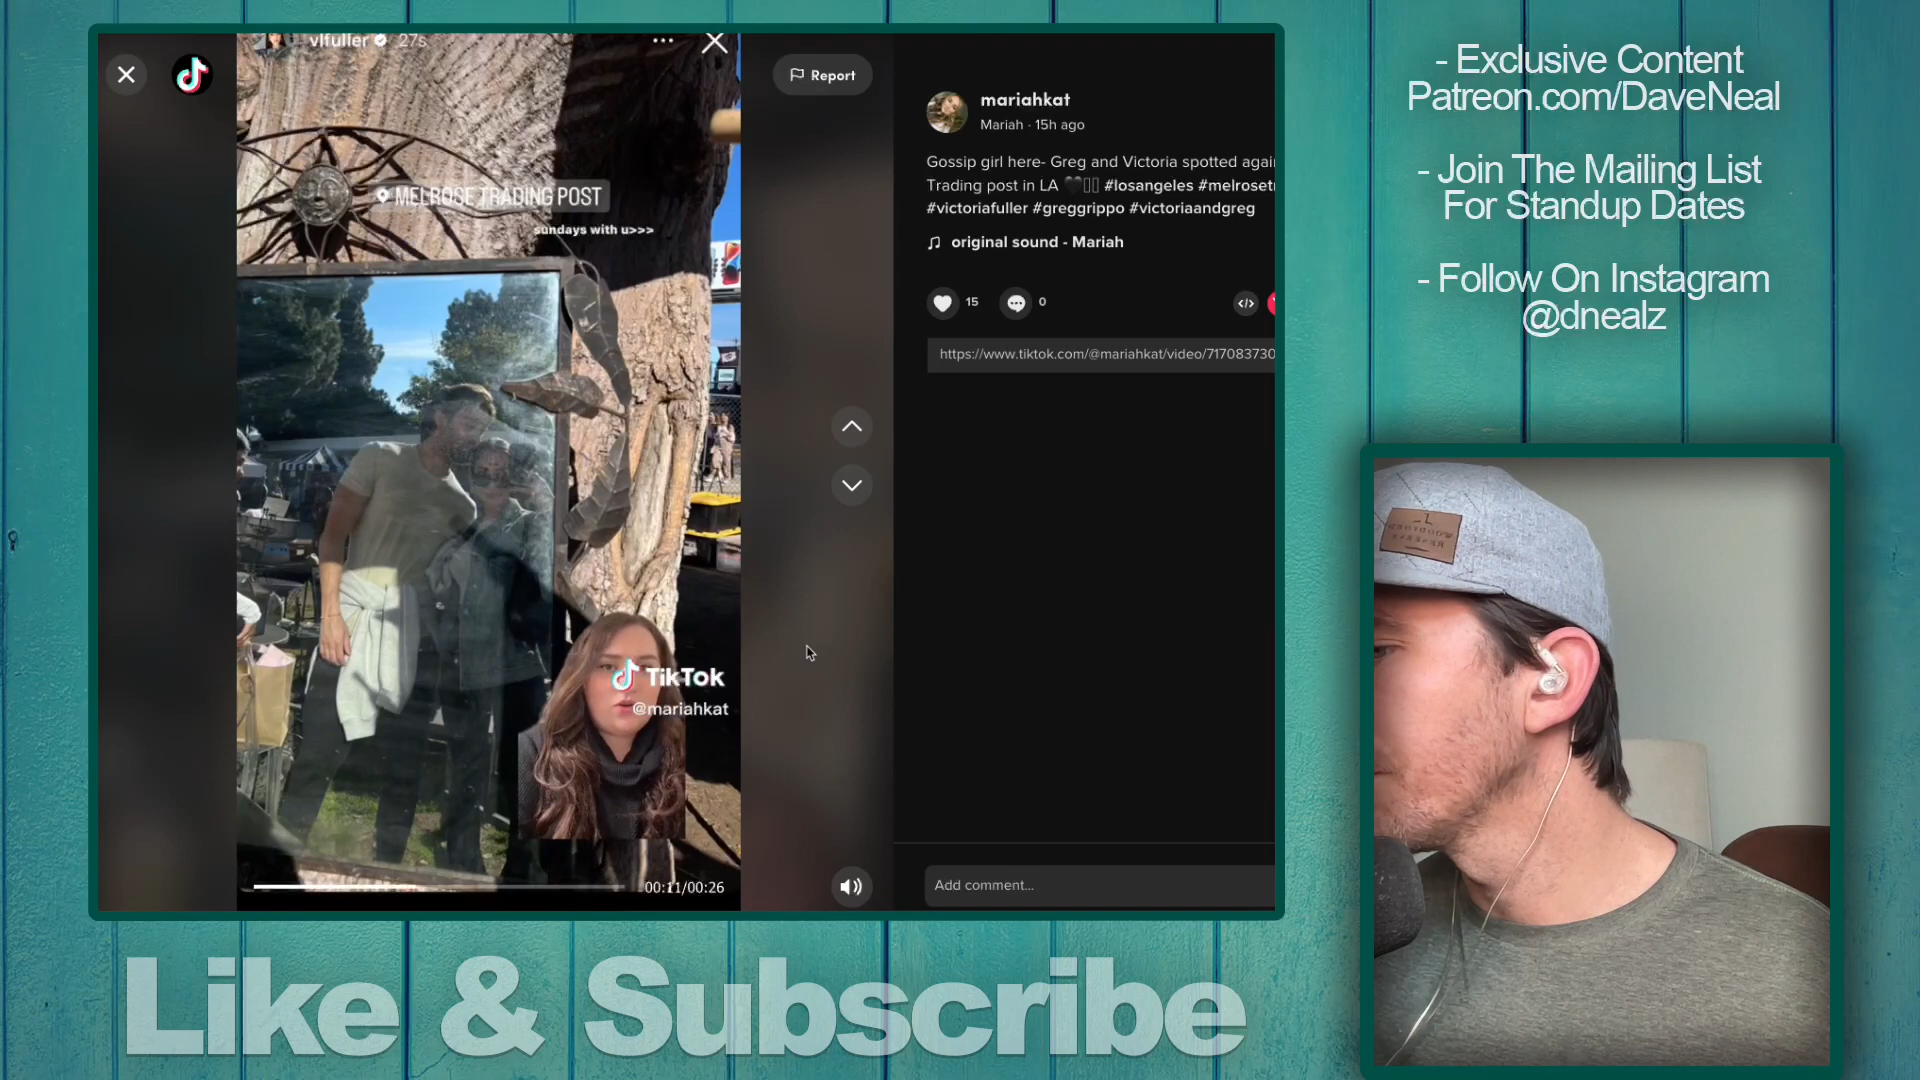 vlfuller 27s
Report
MELROSE TRADING POST
sundays with u>>>
mariahkat
Mariah · 15h ago
Gossip girl here- Greg and Victoria spotted agai
Trading post in LA 🖤 #losangeles #melroset
#victoriafuller #greggrippo #victoriaandgreg
original sound - Mariah
15
0
</>
https://www.tiktok.com/@mariahkat/video/717083730
TikTok
@mariahkat
00:11/00:26
Add comment...
- Exclusive Content
Patreon.com/DaveNeal
- Join The Mailing List
For Standup Dates
- Follow On Instagram
@dnealz
Like & Subscribe